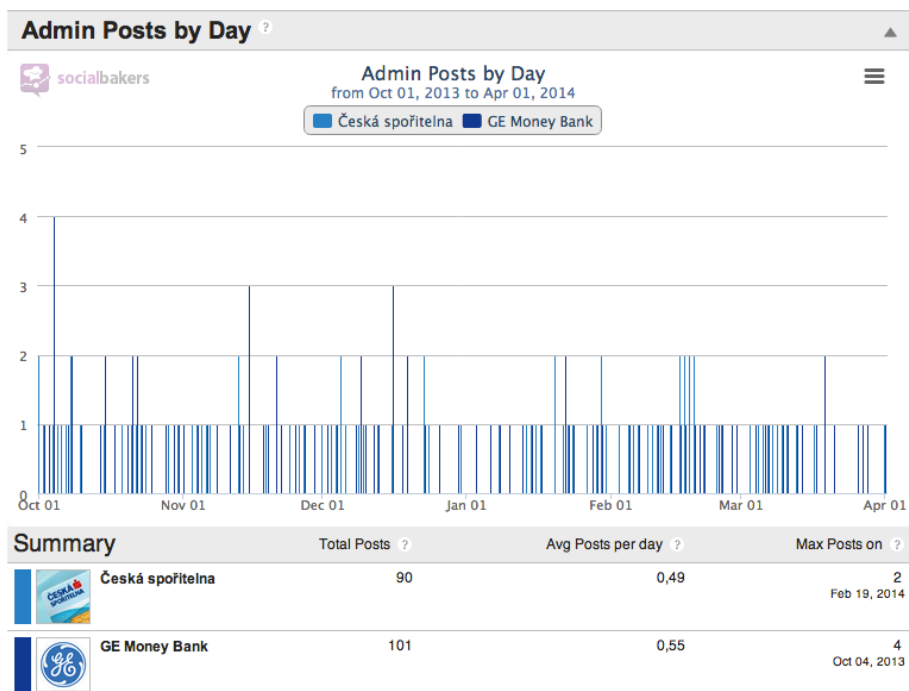 Admin Posts by Day ?
socialbakers
Admin Posts by Day
from Oct 01, 2013 to Apr 01, 2014
Česká spořitelna GE Money Bank
5
4
3
2
1
0
Oct 01 Nov 01 Dec 01 Jan 01 Feb 01 Mar 01 Apr 01
Summary Total Posts ? Avg Posts per day ? Max Posts on ?
ČESKÁ SPOŘITELNA
Česká spořitelna 90 0,49 2
Feb 19, 2014
GE
GE Money Bank 101 0,55 4
Oct 04, 2013